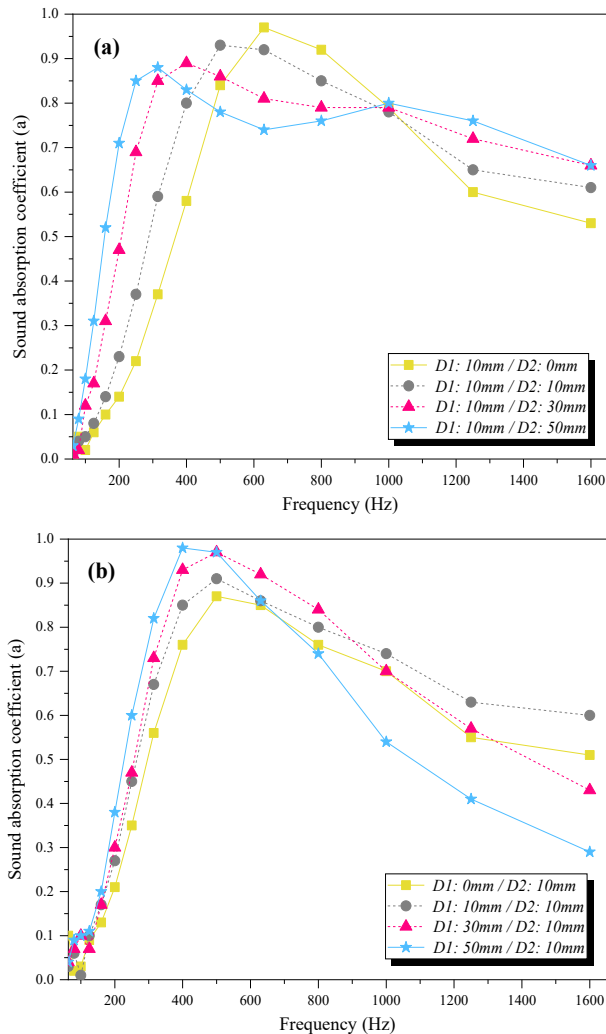 (a)
1.0
0.9
0.8
0.7
0.6
0.5
0.4
0.3
0.2
0.1
0.0
Sound absorption coefficient (a)
D1: 10mm / D2: 0mm
D1: 10mm / D2: 10mm
D1: 10mm / D2: 30mm
D1: 10mm / D2: 50mm
200 400 600 800 1000 1200 1400 1600
Frequency (Hz)
(b)
1.0
0.9
0.8
0.7
0.6
0.5
0.4
0.3
0.2
0.1
0.0
Sound absorption coefficient (a)
D1: 0mm / D2: 10mm
D1: 10mm / D2: 10mm
D1: 30mm / D2: 10mm
D1: 50mm / D2: 10mm
200 400 600 800 1000 1200 1400 1600
Frequency (Hz)